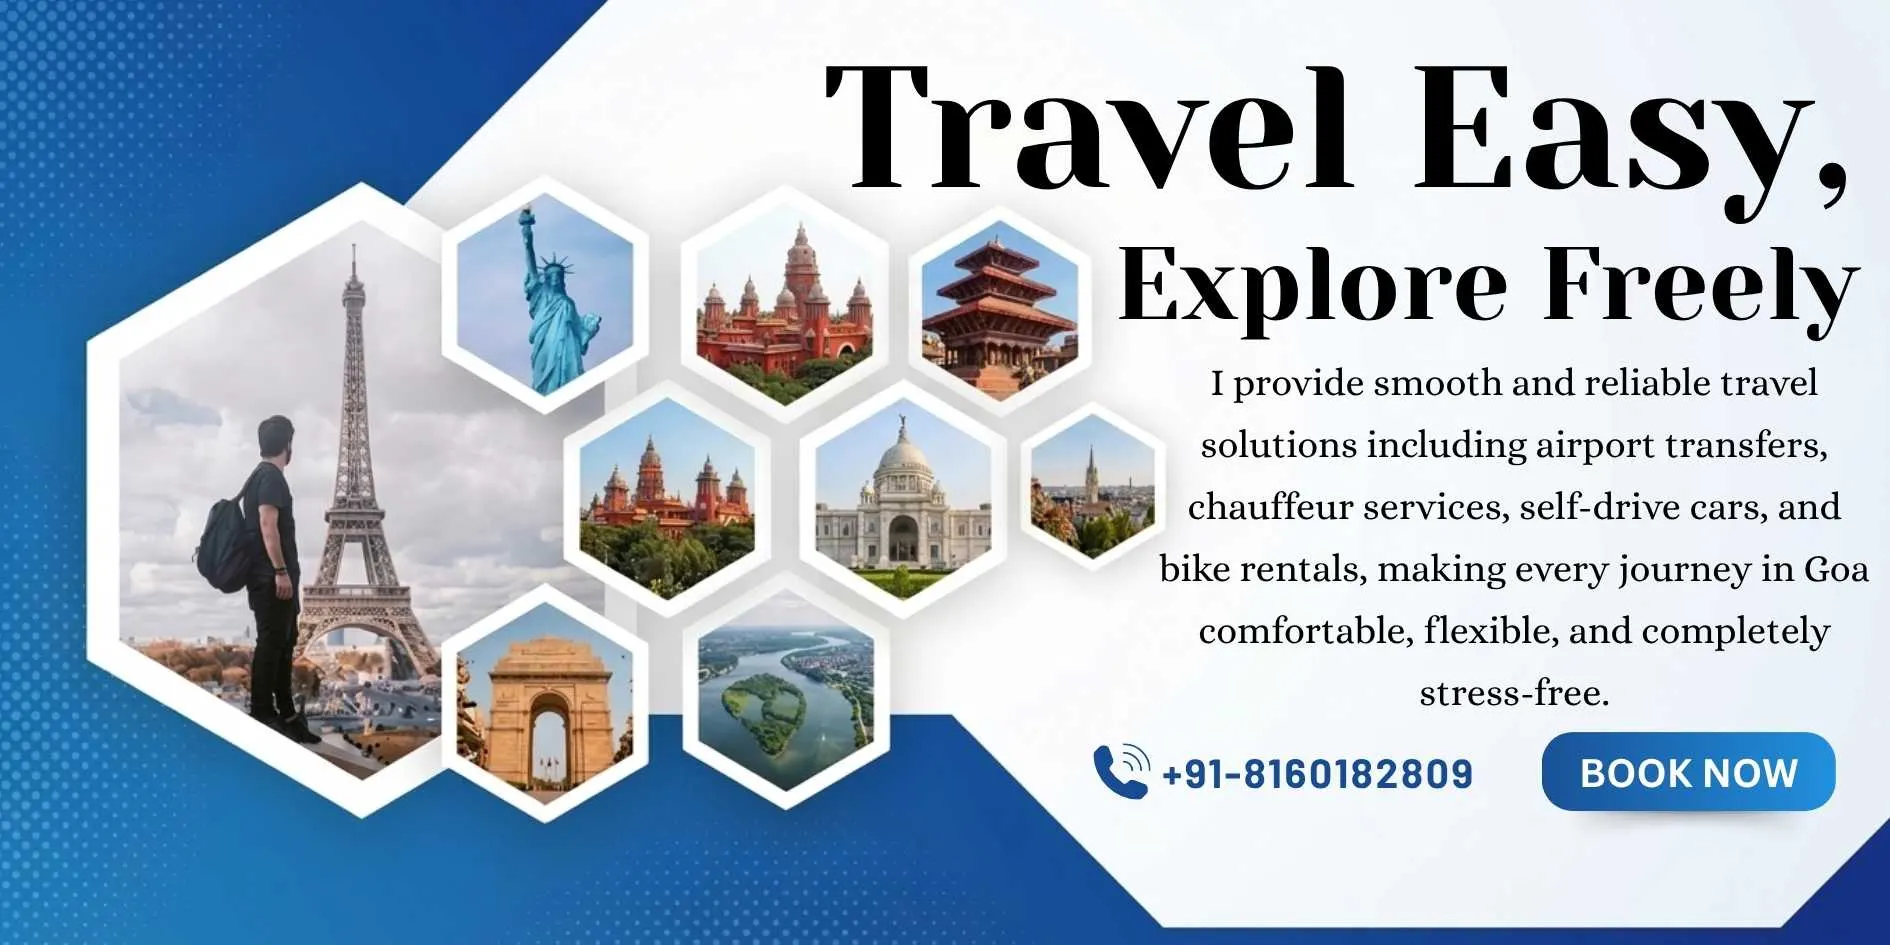 Travel Easy,
Explore Freely
I provide smooth and reliable travel
solutions including airport transfers,
chauffeur services, self-drive cars, and
bike rentals, making every journey in Goa
comfortable, flexible, and completely
stress-free.
+91-8160182809
BOOK NOW